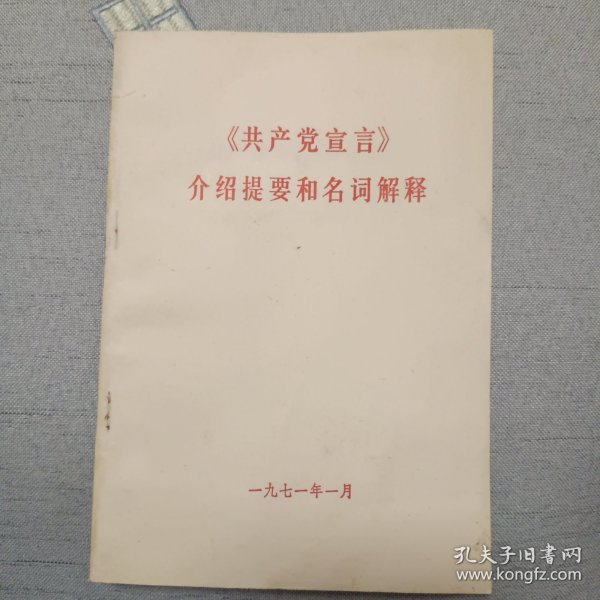 《共产党宣言》
介绍提要和名词解释
一九七一年一月
孔夫子旧书网
www.kongfz.com